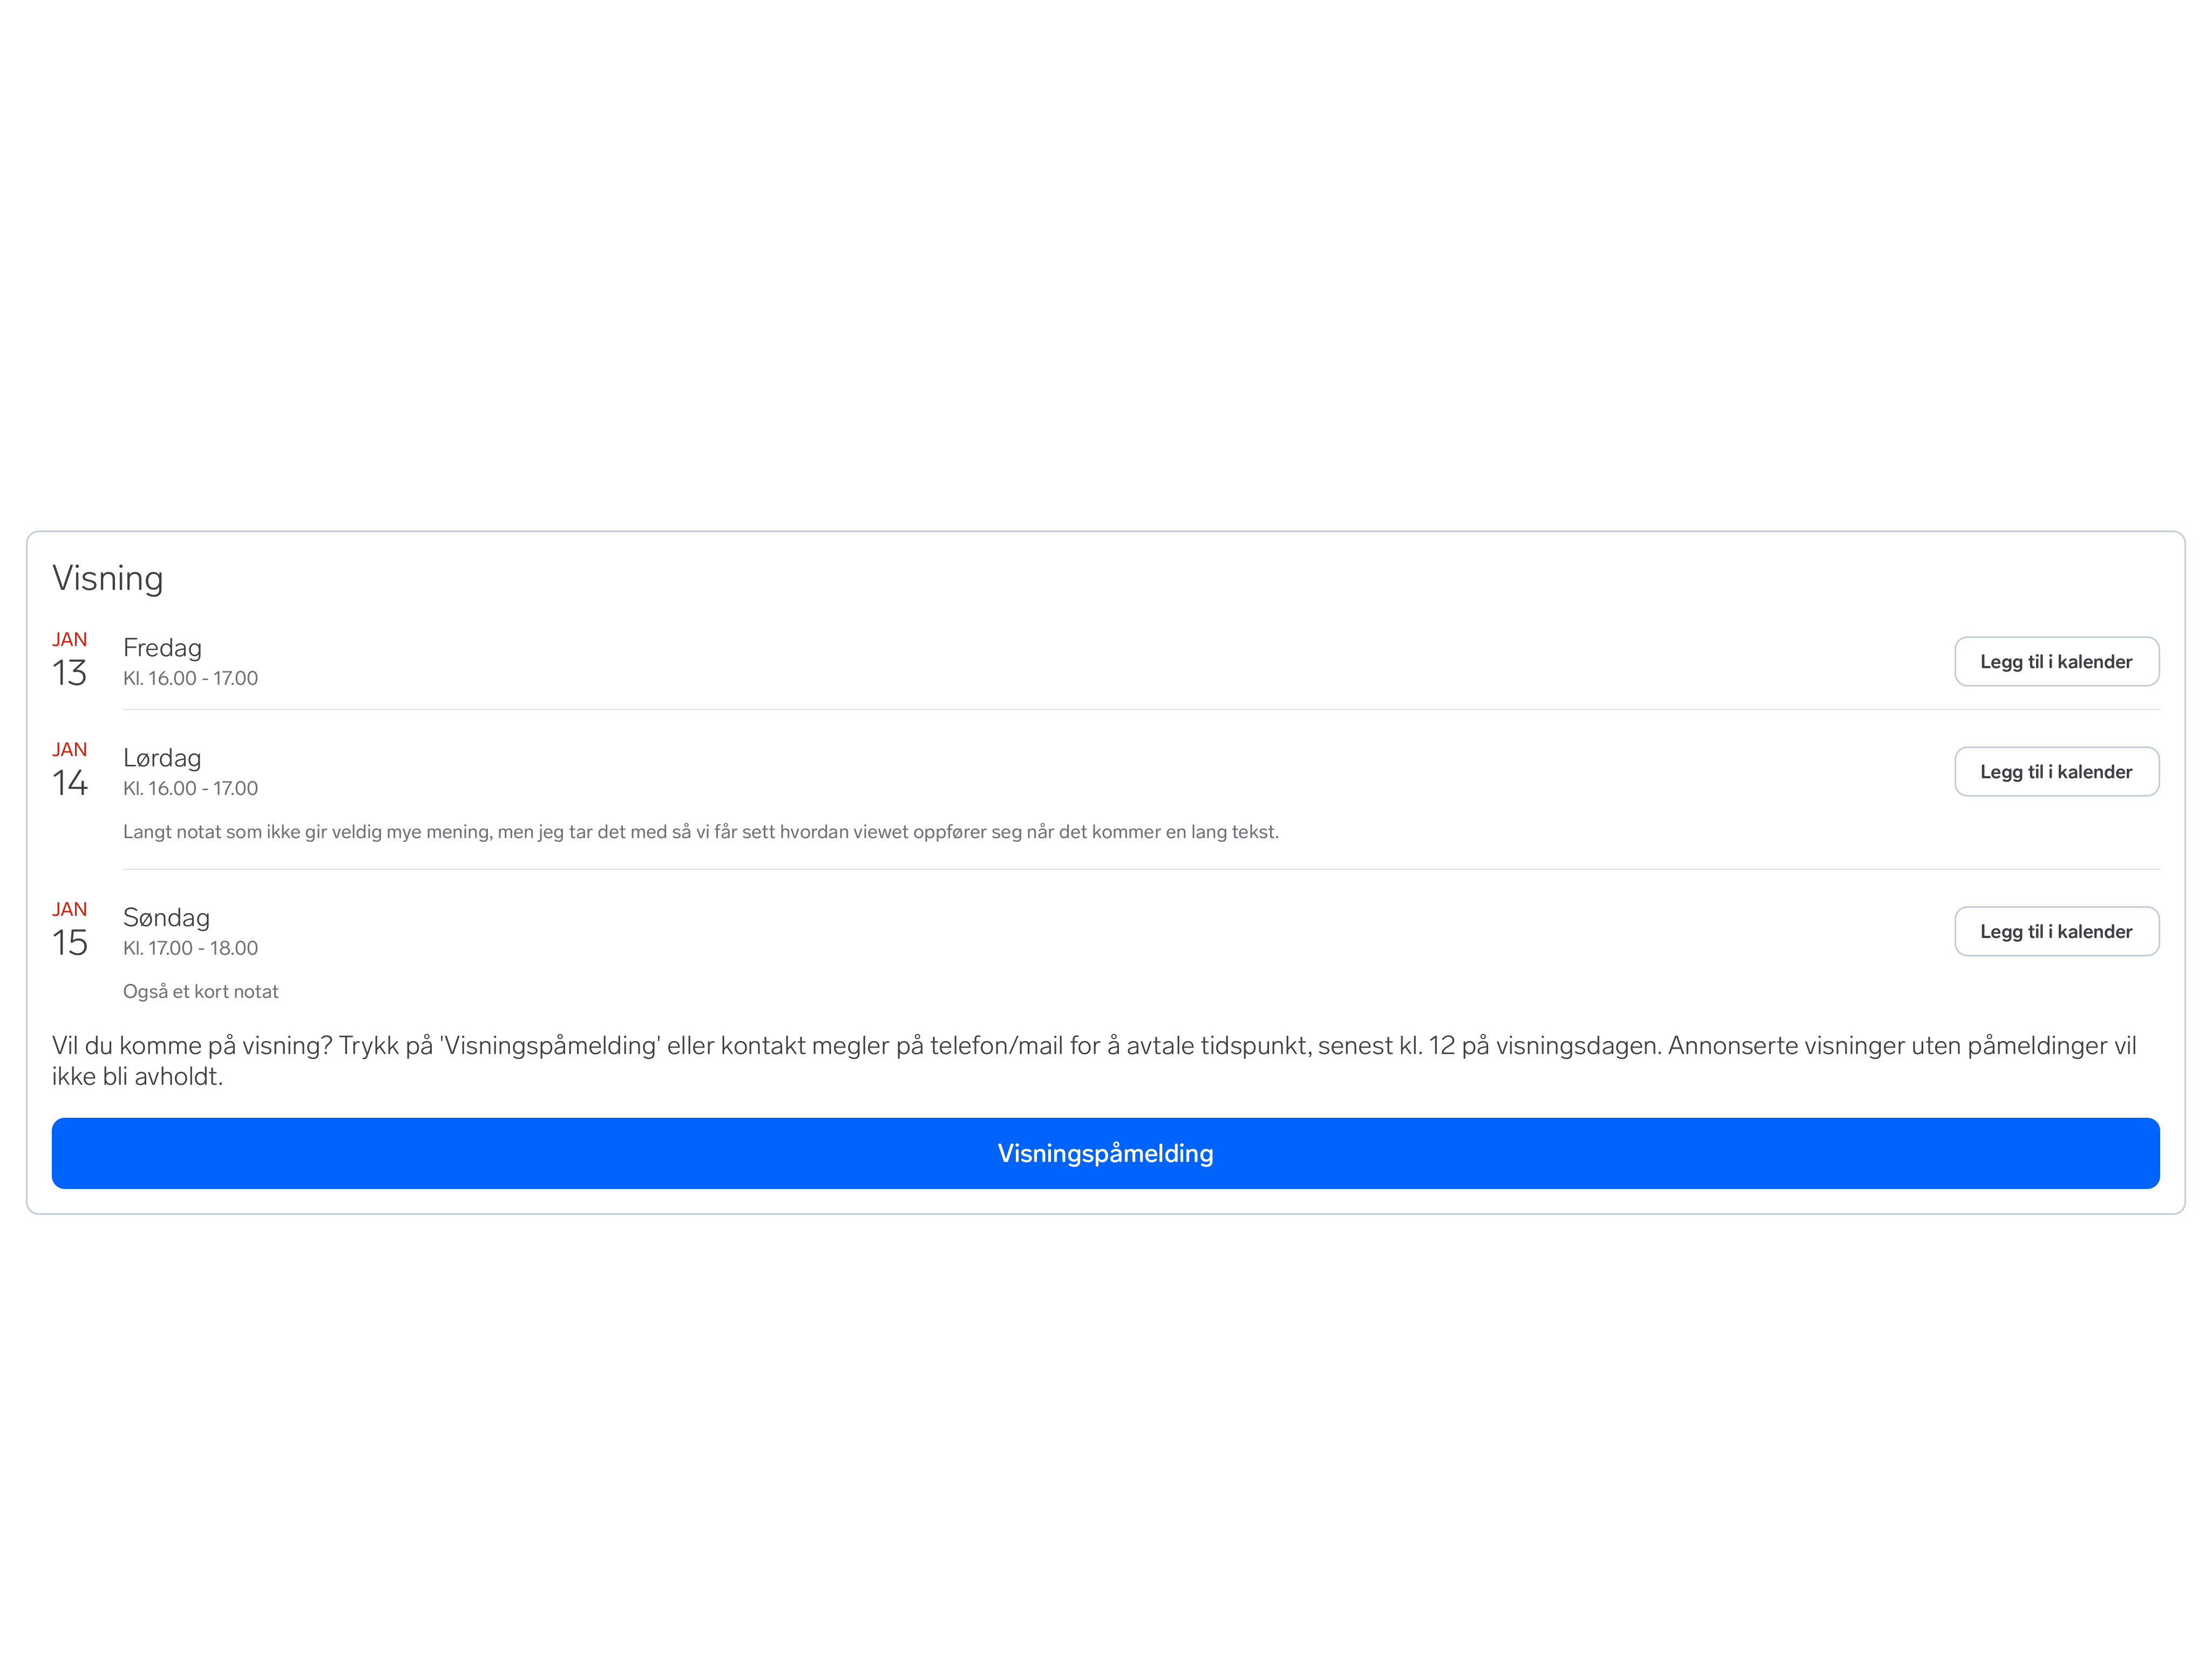 Visning
JAN
13
Fredag
Kl. 16.00 - 17.00
Legg til i kalender
JAN
14
Lørdag
Kl. 16.00 - 17.00
Legg til i kalender
Langt notat som ikke gir veldig mye mening, men jeg tar det med så vi får sett hvordan viewet oppfører seg når det kommer en lang tekst.
JAN
15
Søndag
Kl. 17.00 - 18.00
Legg til i kalender
Også et kort notat
Vil du komme på visning? Trykk på 'Visningspåmelding' eller kontakt megler på telefon/mail for å avtale tidspunkt, senest kl. 12 på visningsdagen. Annonserte visninger uten påmeldinger vil
ikke bli avholdt.
Visningspåmelding